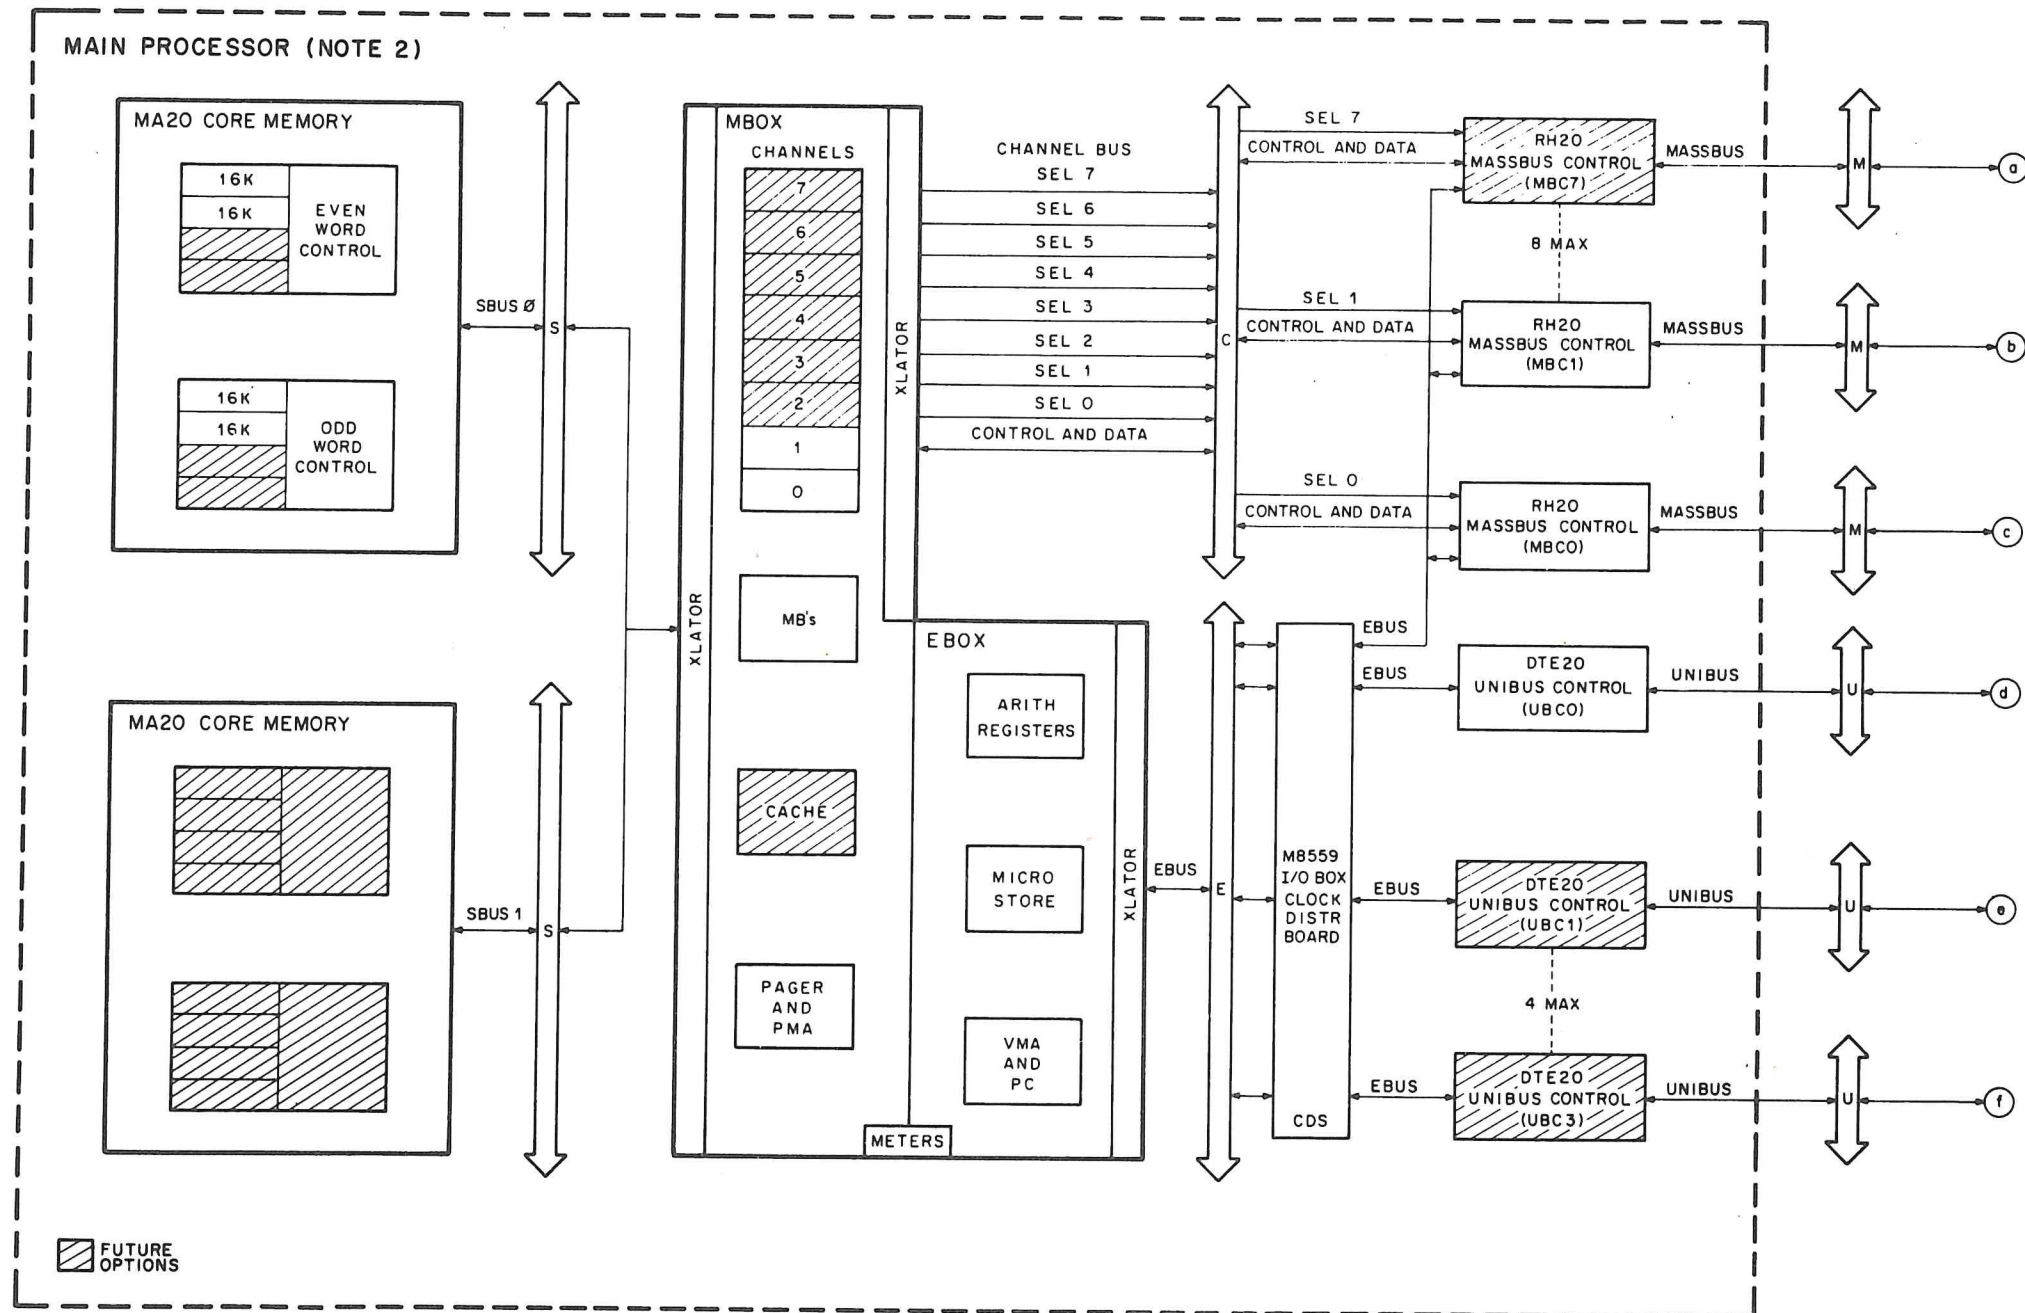 MAIN PROCESSOR (NOTE 2)
MA20 CORE MEMORY
16K
16K
EVEN
WORD
CONTROL
16K
16K
ODD
WORD
CONTROL
SBUS Ø
S
MA20 CORE MEMORY
SBUS 1
S
XLATOR
MBOX
CHANNELS
7
6
5
4
3
2
1
0
MB's
CACHE
PAGER
AND
PMA
XLATOR
METERS
EBOX
ARITH
REGISTERS
MICRO
STORE
VMA
AND
PC
XLATOR
CHANNEL BUS
SEL 7
SEL 6
SEL 5
SEL 4
SEL 3
SEL 2
SEL 1
SEL 0
CONTROL AND DATA
C
EBUS
E
SEL 7
CONTROL AND DATA
SEL 1
CONTROL AND DATA
SEL 0
CONTROL AND DATA
M8559
I/O BOX
CLOCK
DISTR
BOARD
CDS
EBUS
EBUS
EBUS
EBUS
RH20
MASSBUS CONTROL
(MBC7)
8 MAX
RH20
MASSBUS CONTROL
(MBC1)
RH20
MASSBUS CONTROL
(MBC0)
DTE20
UNIBUS CONTROL
(UBC0)
DTE20
UNIBUS CONTROL
(UBC1)
4 MAX
DTE20
UNIBUS CONTROL
(UBC3)
MASSBUS
M
a
MASSBUS
M
b
MASSBUS
M
c
UNIBUS
U
d
UNIBUS
U
e
UNIBUS
U
f
FUTURE
OPTIONS